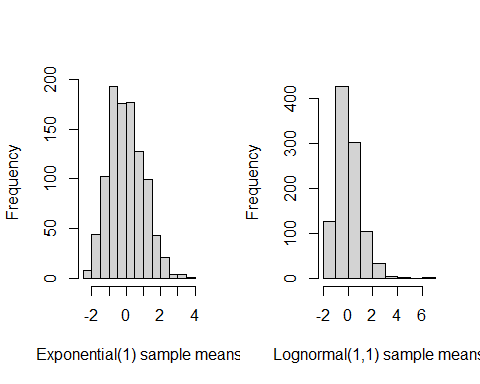 Frequency
0 50 100 150 200
-2 0 2 4
Exponential(1) sample means
Frequency
0 100 200 300 400
-2 0 2 4 6
Lognormal(1,1) sample means